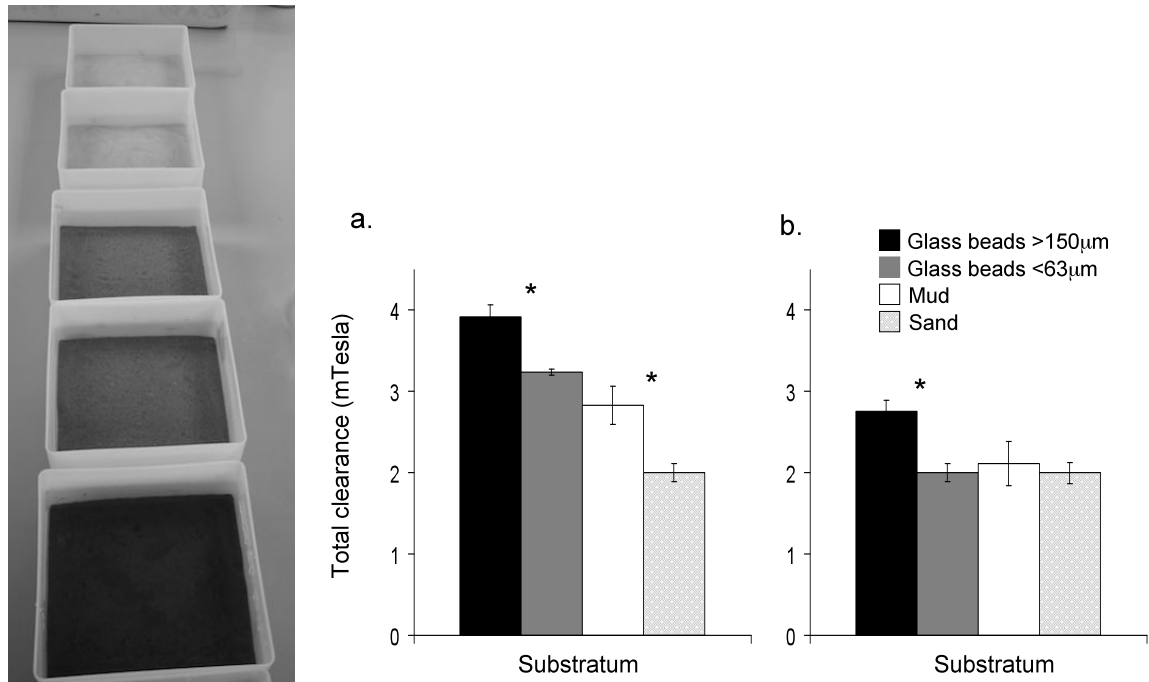 a.
Total clearance (mTesla)
4
*
3
*
2
1
0
Substratum
b.
Glass beads >150μm
Glass beads <63μm
Mud
Sand
4
3
*
2
1
0
Substratum